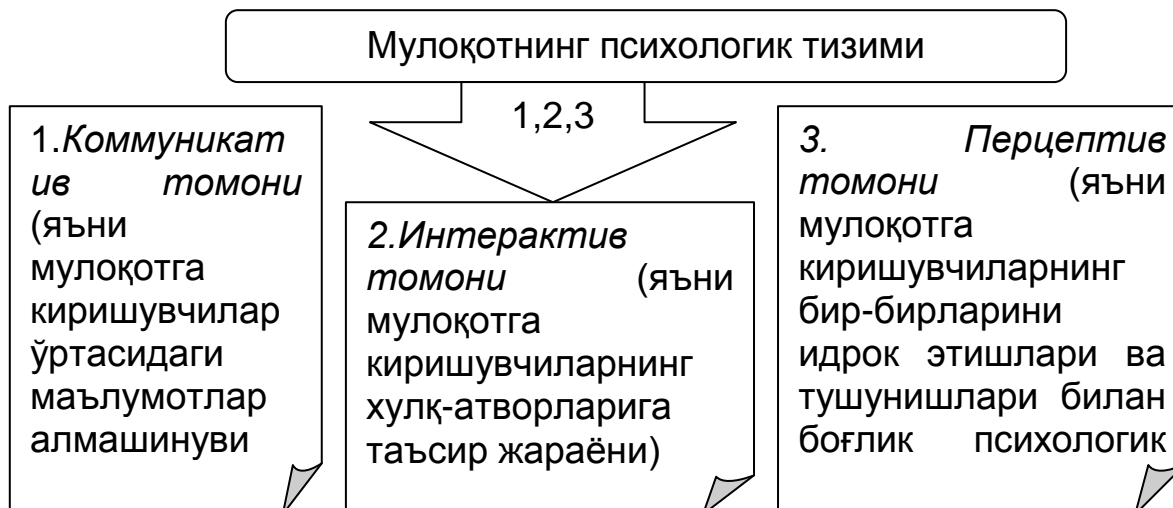 Мулоқотнинг психологик тизими
1,2,3
1.Коммуникат
ив томони
(яъни
мулоқотга
киришувчилар
ўртасидаги
маълумотлар
алмашинуви
2.Интерактив
томони (яъни
мулоқотга
киришувчиларнинг
хулқ-атворларига
таъсир жараёни)
3. Перцептив
томони (яъни
мулоқотга
киришувчиларнинг
бир-бирларини
идрок этишлари ва
тушунишлари билан
боғлик психологик